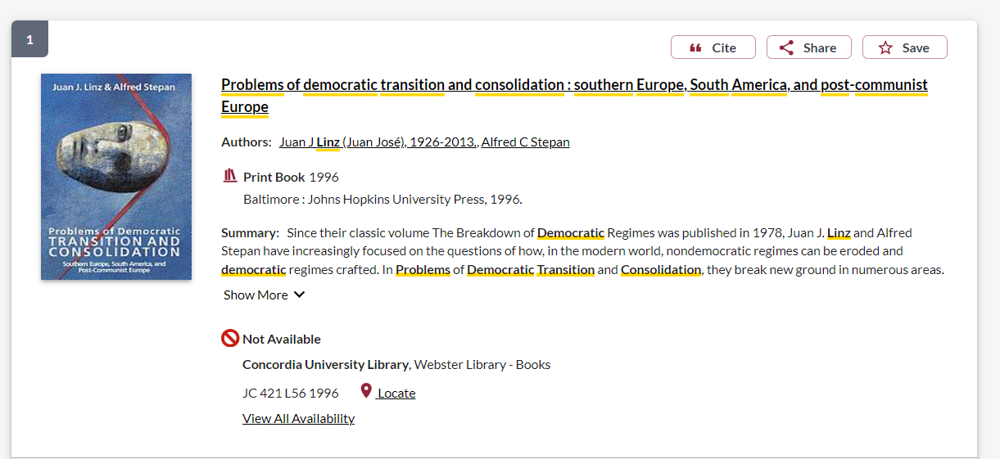 1
Cite
Share
Save
Juan J. Linz & Alfred Stepan
Problems of Democratic
TRANSITION AND
CONSOLIDATION
Southern Europe, South America, and
Post-Communist Europe
Problems of democratic transition and consolidation : southern Europe, South America, and post-communist
Europe
Authors: Juan J Linz (Juan José), 1926-2013., Alfred C Stepan
Print Book 1996
Baltimore : Johns Hopkins University Press, 1996.
Summary: Since their classic volume The Breakdown of Democratic Regimes was published in 1978, Juan J. Linz and Alfred
Stepan have increasingly focused on the questions of how, in the modern world, nondemocratic regimes can be eroded and
democratic regimes crafted. In Problems of Democratic Transition and Consolidation, they break new ground in numerous areas.
Show More
Not Available
Concordia University Library, Webster Library - Books
JC 421 L56 1996 Locate
View All Availability